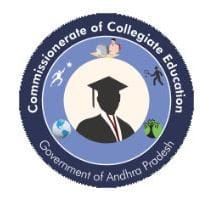 Commissionerate of Collegiate Education
Government of Andhra Pradesh